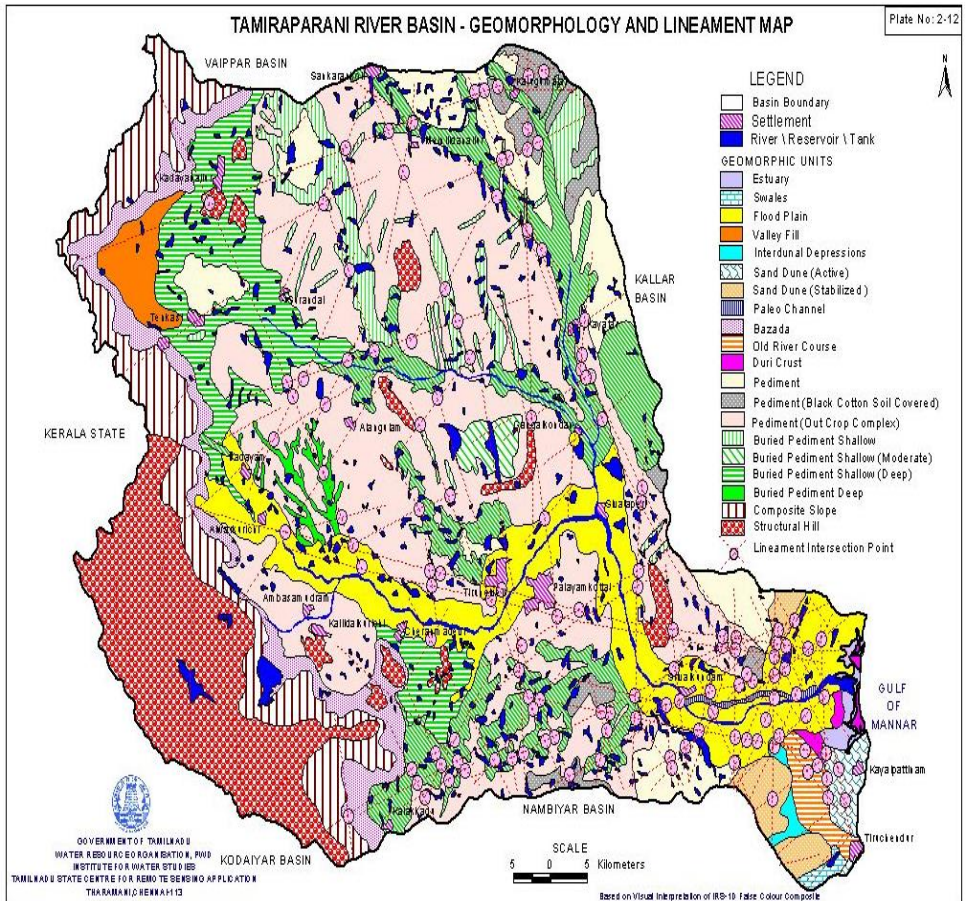 TAMIRAPARANI RIVER BASIN - GEOMORPHOLOGY AND LINEAMENT MAP
Plate No: 2-12
N
VAIPPAR BASIN
KALLAR
BASIN
KERALA STATE
GULF
OF
MANNAR
NAMBIYAR BASIN
KODAIYAR BASIN
Surandai
Tenkasi
Kayatar
Alangulam
Kadayam
Ambasamudram
Kallidaikurichi
Palayamkottai
Kalakkadu
Kayalpattinam
Tiruchendur
LEGEND
Basin Boundary
Settlement
River \ Reservoir \ Tank
GEOMORPHIC UNITS
Estuary
Swales
Flood Plain
Valley Fill
Interdunal Depressions
Sand Dune (Active)
Sand Dune (Stabilized )
Paleo Channel
Bazada
Old River Course
Duri Crust
Pediment
Pediment (Black Cotton Soil Covered)
Pediment (Out Crop Complex)
Buried Pediment Shallow
Buried Pediment Shallow (Moderate)
Buried Pediment Shallow (Deep)
Buried Pediment Deep
Composite Slope
Structural Hill
Lineament Intersection Point
GOVERNMENT OF TAMILNADU
WATER RESOURCE ORGANISATION, PWD
INSTITUTE FOR WATER STUDIES
TAMILNADU STATE CENTRE FOR REMOTE SENSING APPLICATION
THARAMANI, CHENNAI-113
SCALE
5 0 5 Kilometers
Based on Visual Interpretation of IRS-1D False Colour Composite